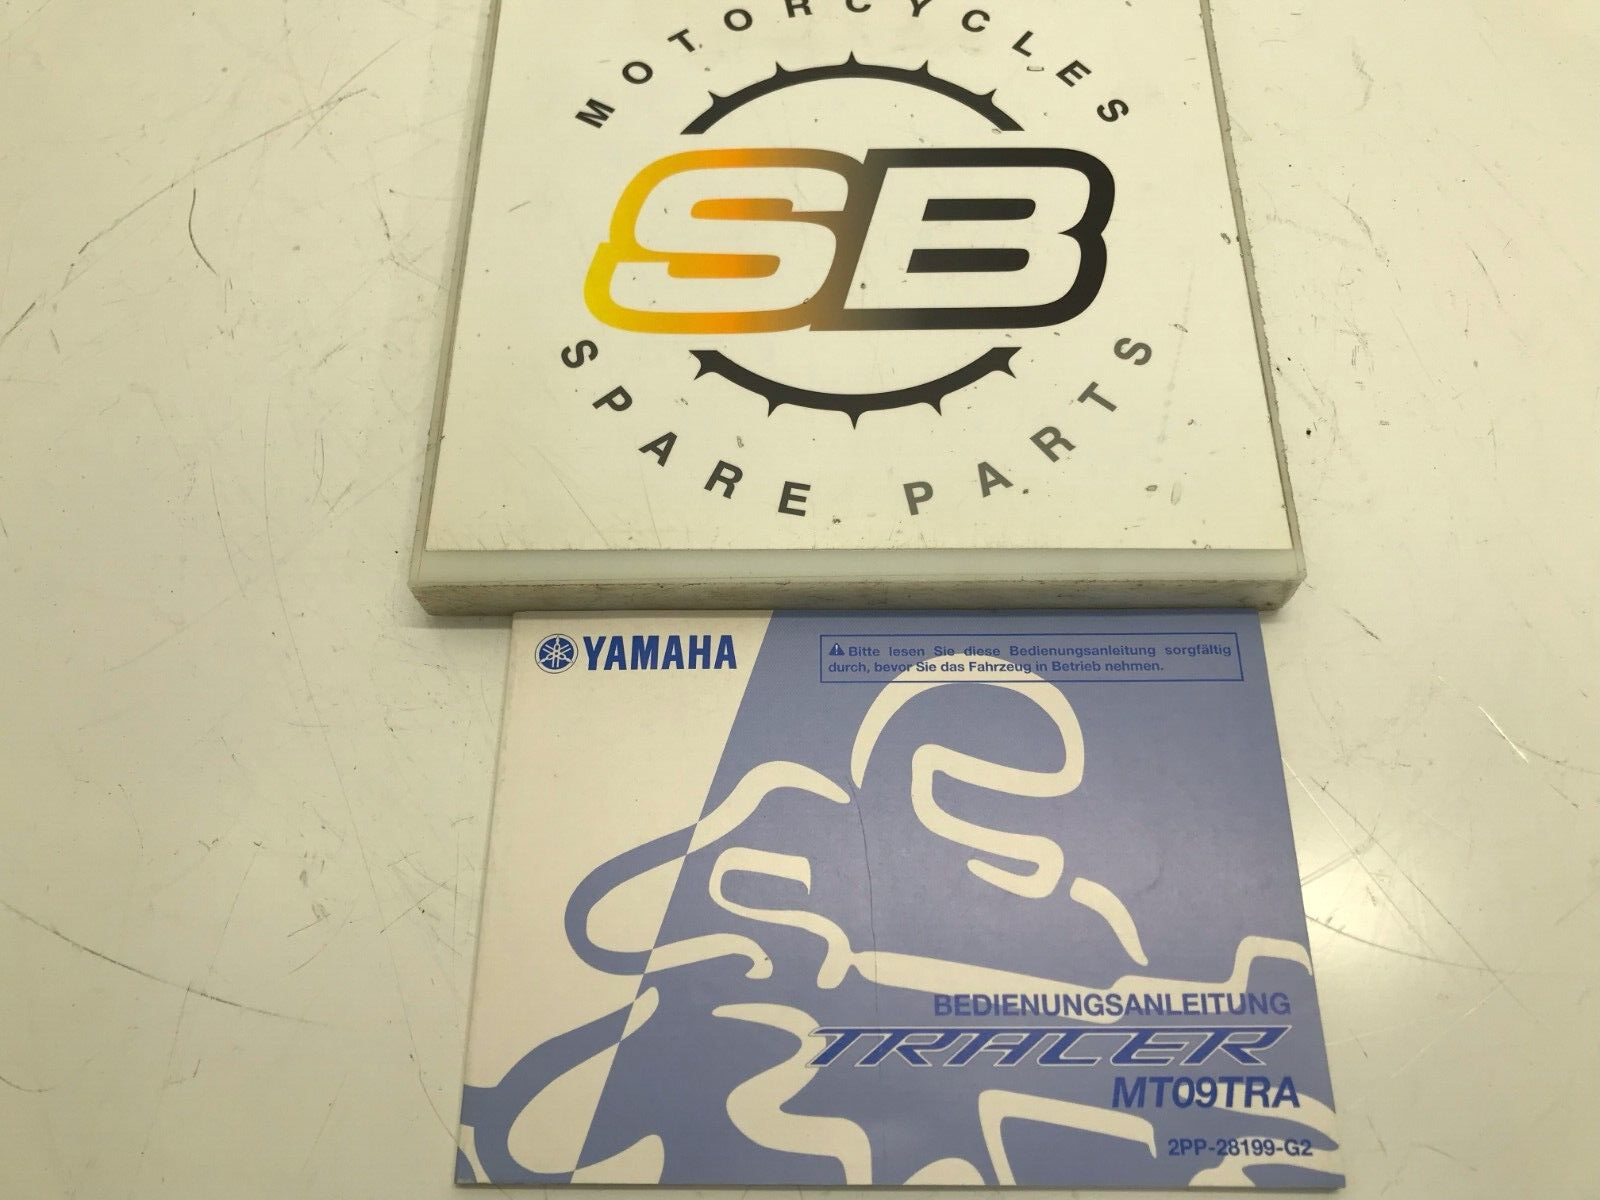 MOTORCYCLES
SB
SPARE PARTS
YAMAHA
Bitte lesen Sie diese Bedienungsanleitung sorgfältig
durch, bevor Sie das Fahrzeug in Betrieb nehmen.
BEDIENUNGSANLEITUNG
TRACER
MT09TRA
2PP-28199-G2